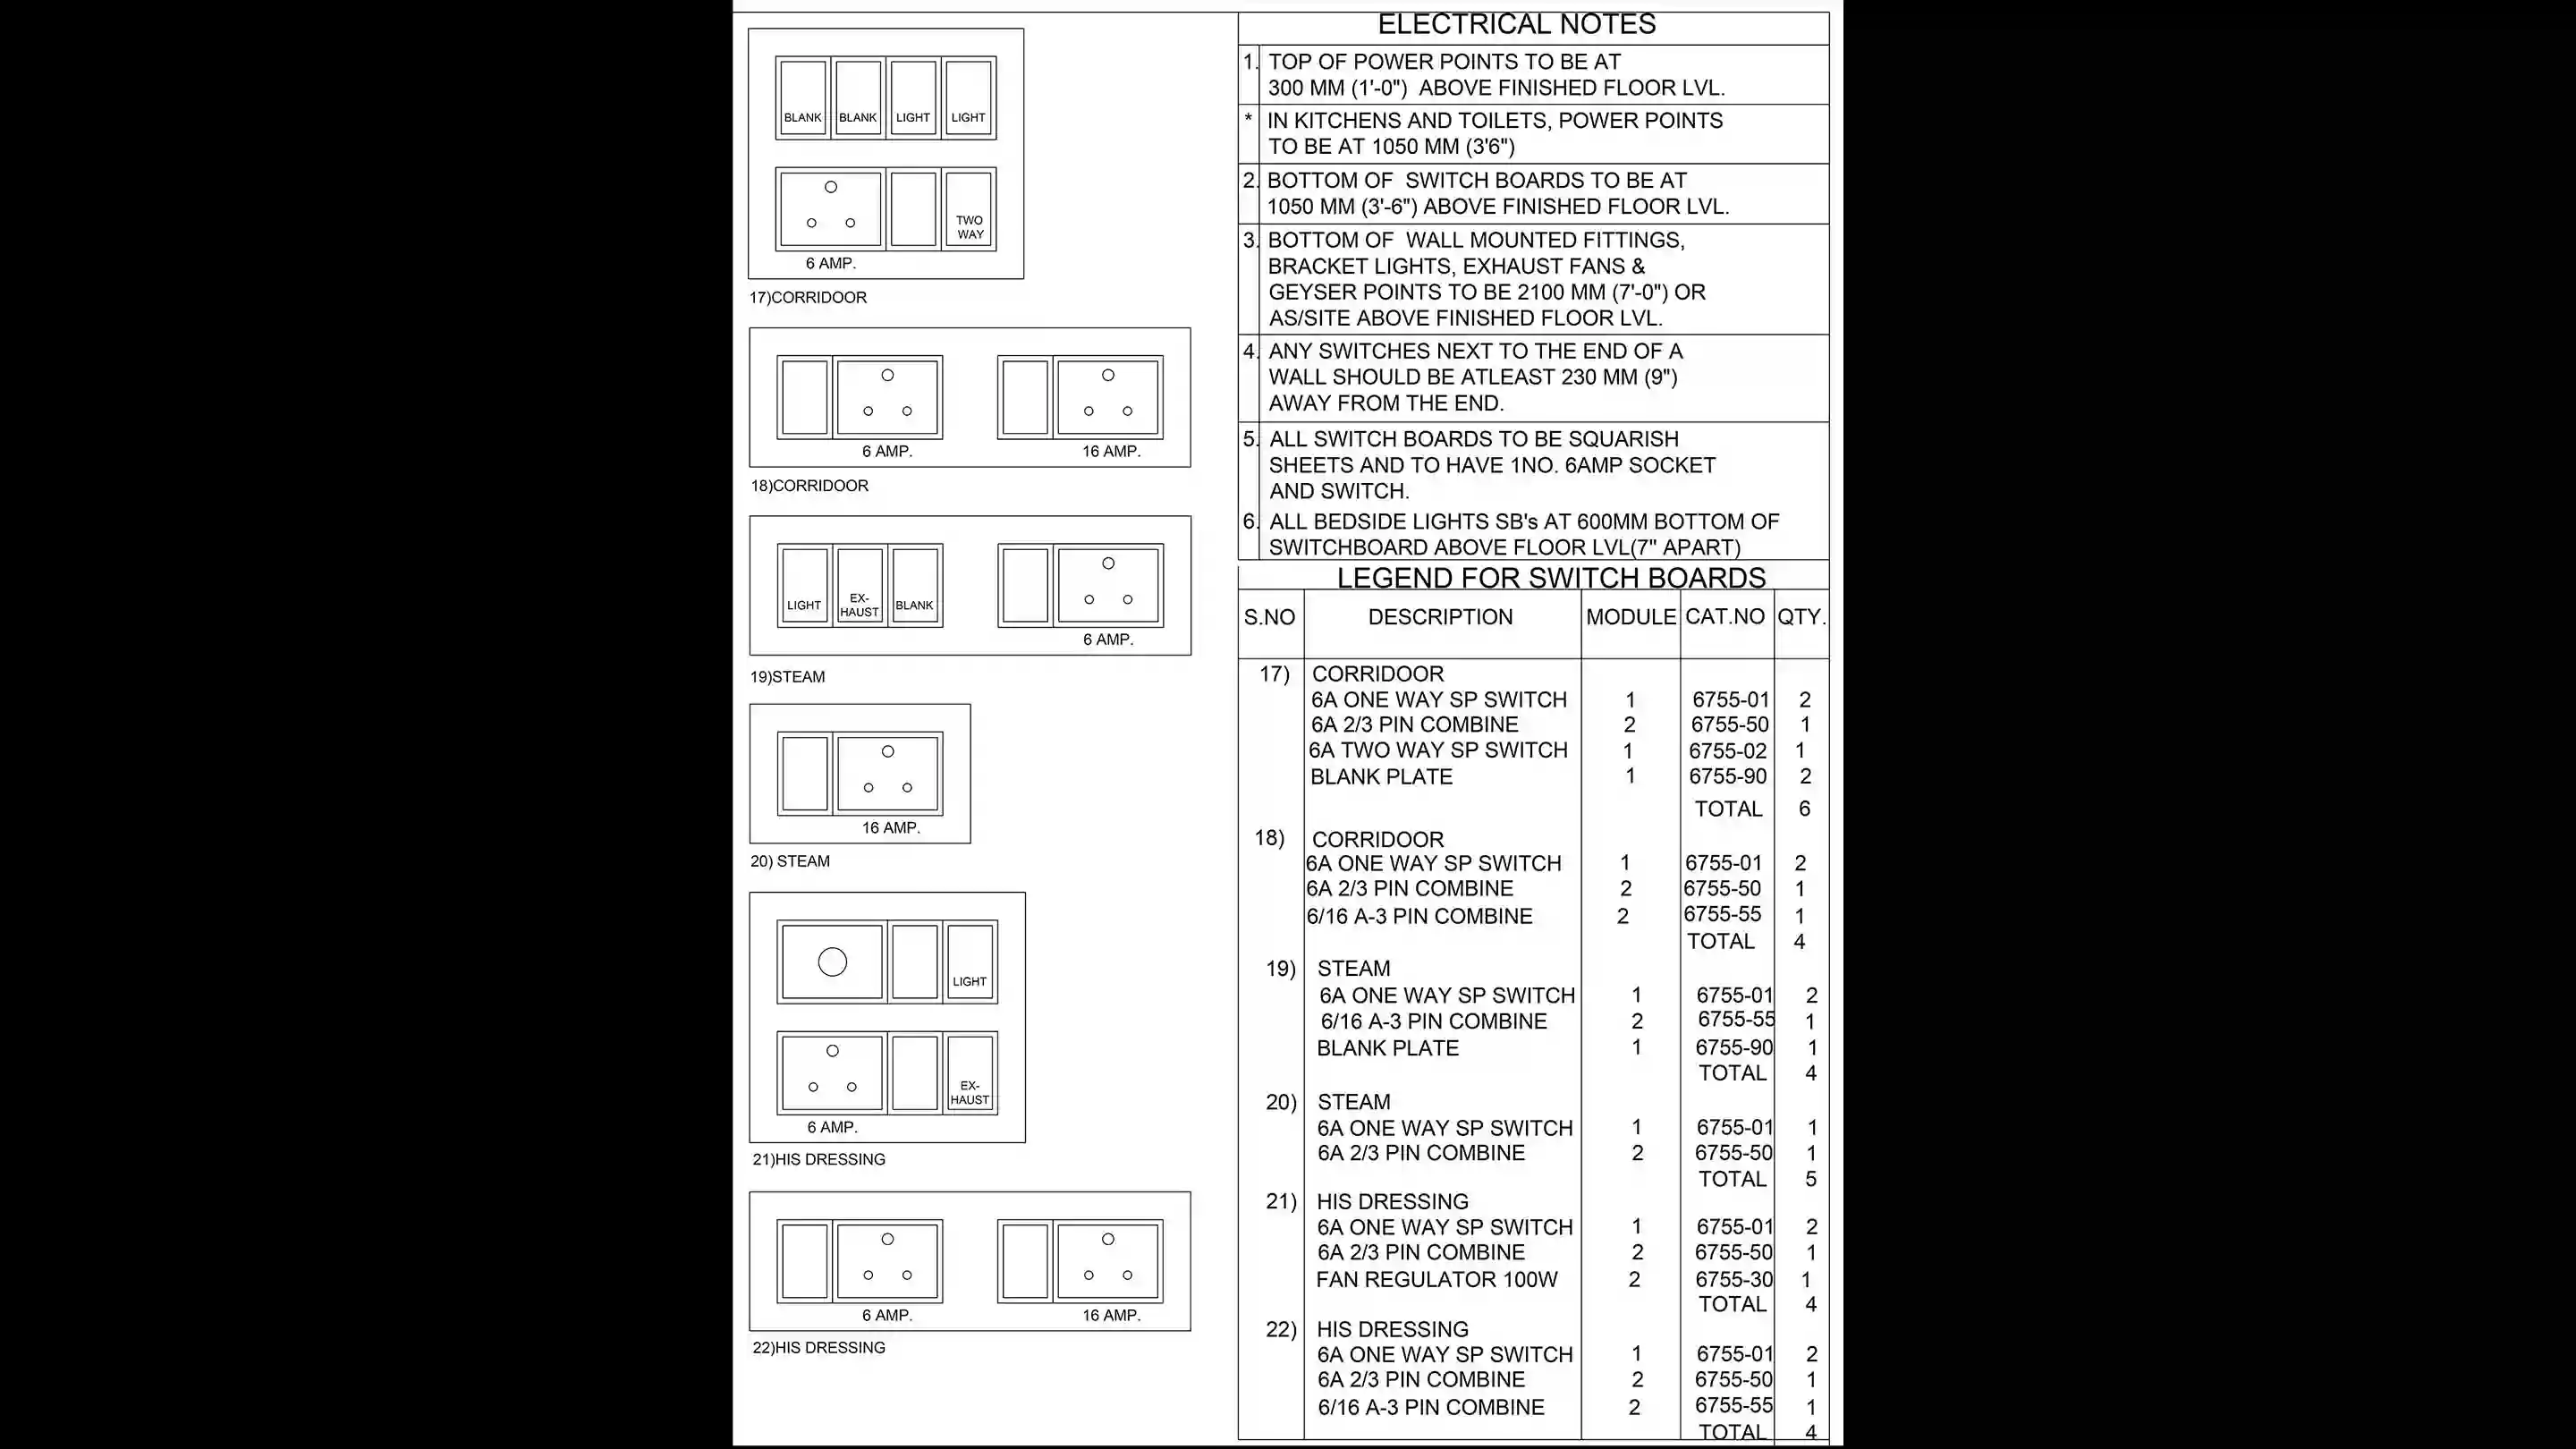 BLANK BLANK LIGHT LIGHT
TWO
WAY
6 AMP.
17)CORRIDOOR
6 AMP. 16 AMP.
18)CORRIDOOR
LIGHT EX- BLANK
HAUST
6 AMP.
19)STEAM
16 AMP.
20) STEAM
LIGHT
EX-
HAUST
6 AMP.
21)HIS DRESSING
6 AMP. 16 AMP.
22)HIS DRESSING
ELECTRICAL NOTES
1. TOP OF POWER POINTS TO BE AT
300 MM (1'-0") ABOVE FINISHED FLOOR LVL.
* IN KITCHENS AND TOILETS, POWER POINTS
TO BE AT 1050 MM (3'6")
2. BOTTOM OF SWITCH BOARDS TO BE AT
1050 MM (3'-6") ABOVE FINISHED FLOOR LVL.
3. BOTTOM OF WALL MOUNTED FITTINGS,
BRACKET LIGHTS, EXHAUST FANS &
GEYSER POINTS TO BE 2100 MM (7'-0") OR
AS/SITE ABOVE FINISHED FLOOR LVL.
4. ANY SWITCHES NEXT TO THE END OF A
WALL SHOULD BE ATLEAST 230 MM (9")
AWAY FROM THE END.
5. ALL SWITCH BOARDS TO BE SQUARISH
SHEETS AND TO HAVE 1NO. 6AMP SOCKET
AND SWITCH.
6. ALL BEDSIDE LIGHTS SB's AT 600MM BOTTOM OF
SWITCHBOARD ABOVE FLOOR LVL(7" APART)
LEGEND FOR SWITCH BOARDS
S.NO DESCRIPTION MODULE CAT.NO QTY.
17) CORRIDOOR
6A ONE WAY SP SWITCH 1 6755-01 2
6A 2/3 PIN COMBINE 2 6755-50 1
6A TWO WAY SP SWITCH 1 6755-02 1
BLANK PLATE 1 6755-90 2
TOTAL 6
18) CORRIDOOR
6A ONE WAY SP SWITCH 1 6755-01 2
6A 2/3 PIN COMBINE 2 6755-50 1
6/16 A-3 PIN COMBINE 2 6755-55 1
TOTAL 4
19) STEAM
6A ONE WAY SP SWITCH 1 6755-01 2
6/16 A-3 PIN COMBINE 2 6755-55 1
BLANK PLATE 1 6755-90 1
TOTAL 4
20) STEAM
6A ONE WAY SP SWITCH 1 6755-01 1
6A 2/3 PIN COMBINE 2 6755-50 1
TOTAL 5
21) HIS DRESSING
6A ONE WAY SP SWITCH 1 6755-01 2
6A 2/3 PIN COMBINE 2 6755-50 1
FAN REGULATOR 100W 2 6755-30 1
TOTAL 4
22) HIS DRESSING
6A ONE WAY SP SWITCH 1 6755-01 2
6A 2/3 PIN COMBINE 2 6755-50 1
6/16 A-3 PIN COMBINE 2 6755-55 1
TOTAL 4